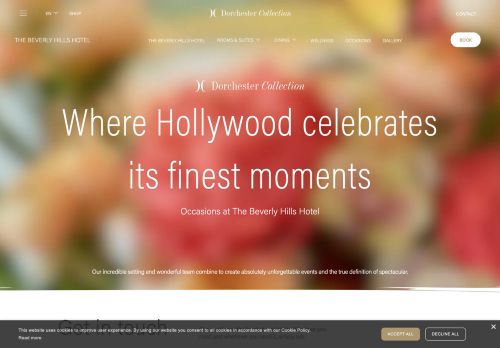 EN SHOP Dorchester Collection CONTACT
THE BEVERLY HILLS HOTEL THE BEVERLY HILLS HOTEL ROOMS & SUITES DINING WELLNESS OCCASIONS GALLERY BOOK
Dorchester Collection
Where Hollywood celebrates
its finest moments
Occasions at The Beverly Hills Hotel
Our incredible setting and wonderful team combine to create absolutely unforgettable events and the true definition of spectacular.
Get in touch
This website uses cookies to improve user experience. By using our website you consent to all cookies in accordance with our Cookie Policy.
Read more
ACCEPT ALL DECLINE ALL